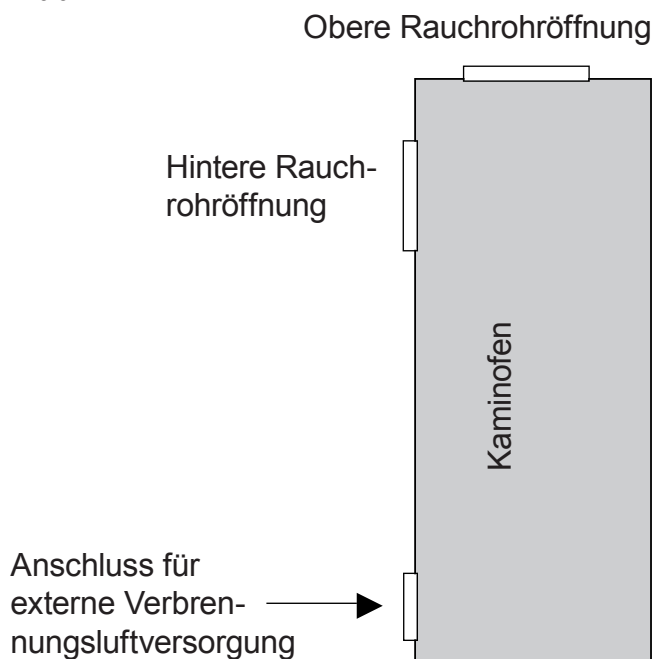 Obere Rauchrohröffnung
Hintere Rauch-
rohröffnung
Kaminofen
Anschluss für
externe Verbren-
nungsluftversorgung